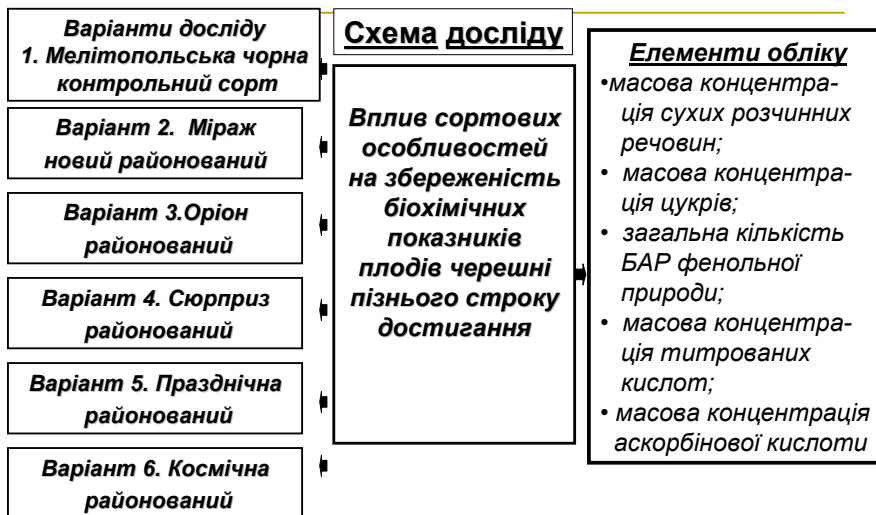 Варіанти досліду
1. Мелітопольська чорна
контрольний сорт
Варіант 2. Міраж
новий районований
Варіант 3.Оріон
районований
Варіант 4. Сюрприз
районований
Варіант 5. Празднічна
районований
Варіант 6. Космічна
районований
Схема досліду
Вплив сортових
особливостей
на збереженість
біохімічних
показників
плодів черешні
пізнього строку
достигання
Елементи обліку
•масова концентра-
ція сухих розчинних
речовин;
• масова концентра-
ція цукрів;
• загальна кількість
БАР фенольної
природи;
• масова концентра-
ція титрованих
кислот;
• масова концентрація
аскорбінової кислоти